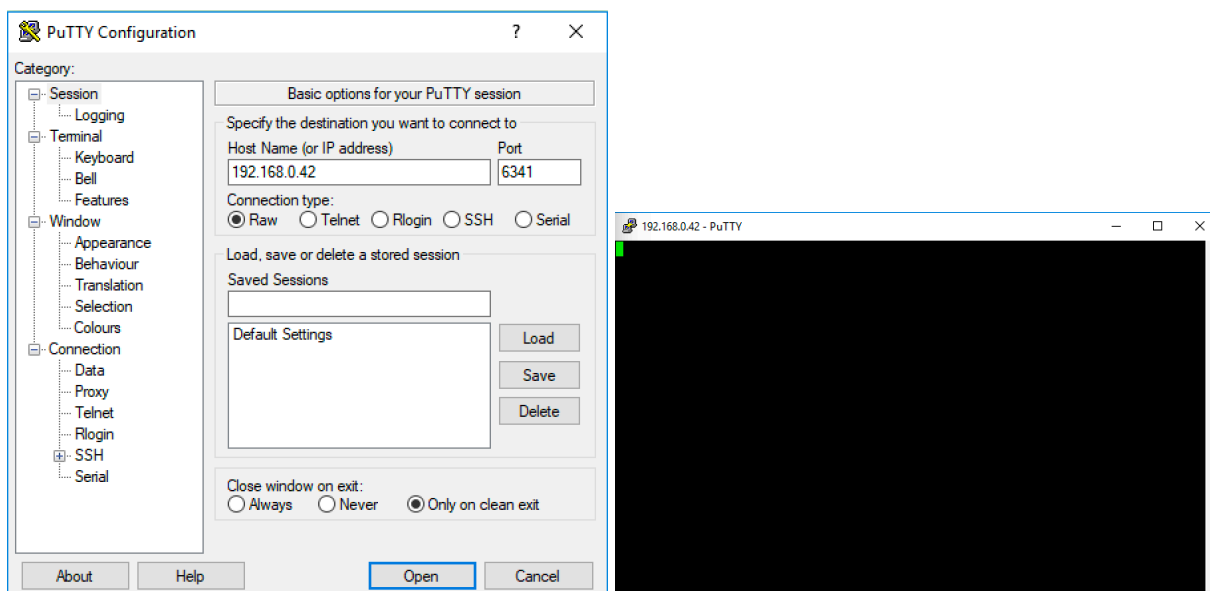 PuTTY Configuration
?
Category:
Session
Logging
Terminal
Keyboard
Bell
Features
Window
Appearance
Behaviour
Translation
Selection
Colours
Connection
Data
Proxy
Telnet
Rlogin
SSH
Serial
Basic options for your PuTTY session
Specify the destination you want to connect to
Host Name (or IP address) Port
192.168.0.42 6341
Connection type:
Raw Telnet Rlogin SSH Serial
Load, save or delete a stored session
Saved Sessions
Default Settings
Load
Save
Delete
Close window on exit:
Always Never Only on clean exit
About Help Open Cancel
192.168.0.42 - PuTTY